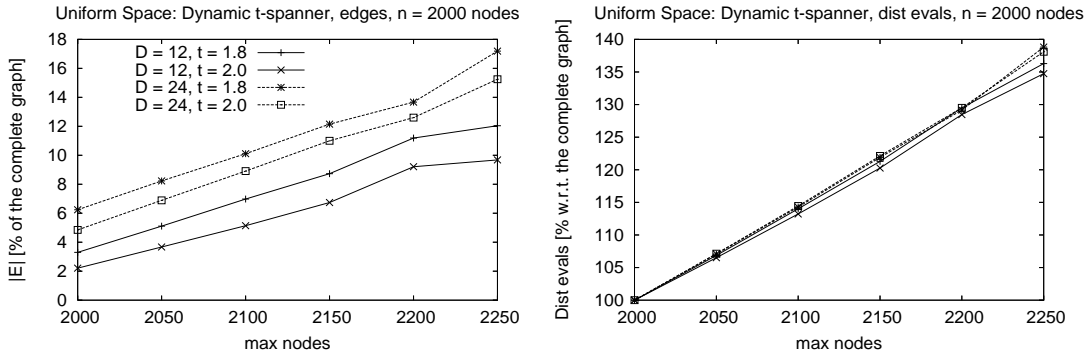 Uniform Space: Dynamic t-spanner, edges, n = 2000 nodes
18
16
14
12
10
8
6
4
2
0
|E| [% of the complete graph]
D = 12, t = 1.8
D = 12, t = 2.0
D = 24, t = 1.8
D = 24, t = 2.0
2000 2050 2100 2150 2200 2250
max nodes
Uniform Space: Dynamic t-spanner, dist evals, n = 2000 nodes
140
135
130
125
120
115
110
105
100
Dist evals [% w.r.t. the complete graph]
2000 2050 2100 2150 2200 2250
max nodes